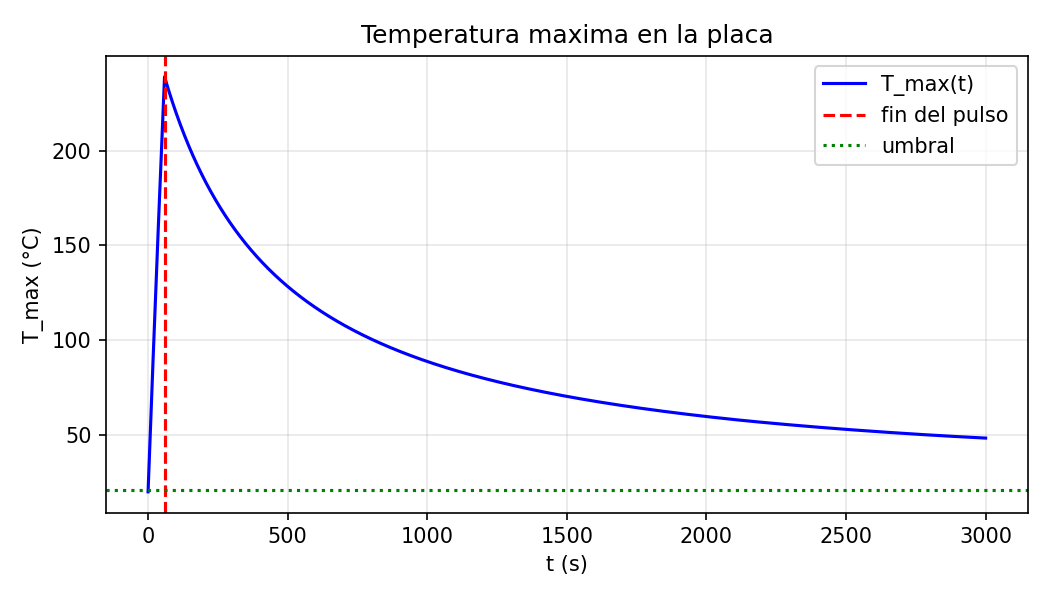 Temperatura maxima en la placa
T_max(t)
fin del pulso
umbral
200
150
100
50
T_max (°C)
0
500
1000
1500
2000
2500
3000
t (s)